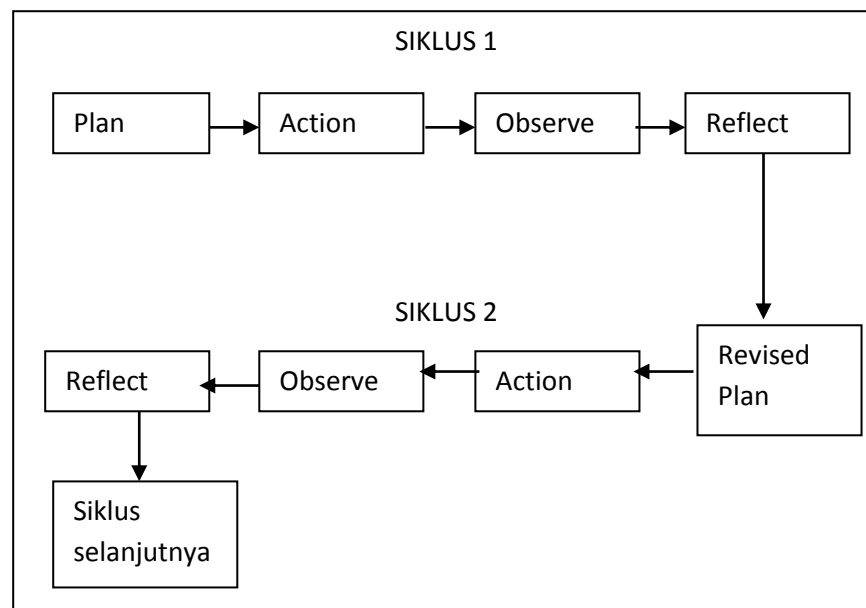 SIKLUS 1
Plan
Action
Observe
Reflect
SIKLUS 2
Reflect
Observe
Action
Revised
Plan
Siklus
selanjutnya